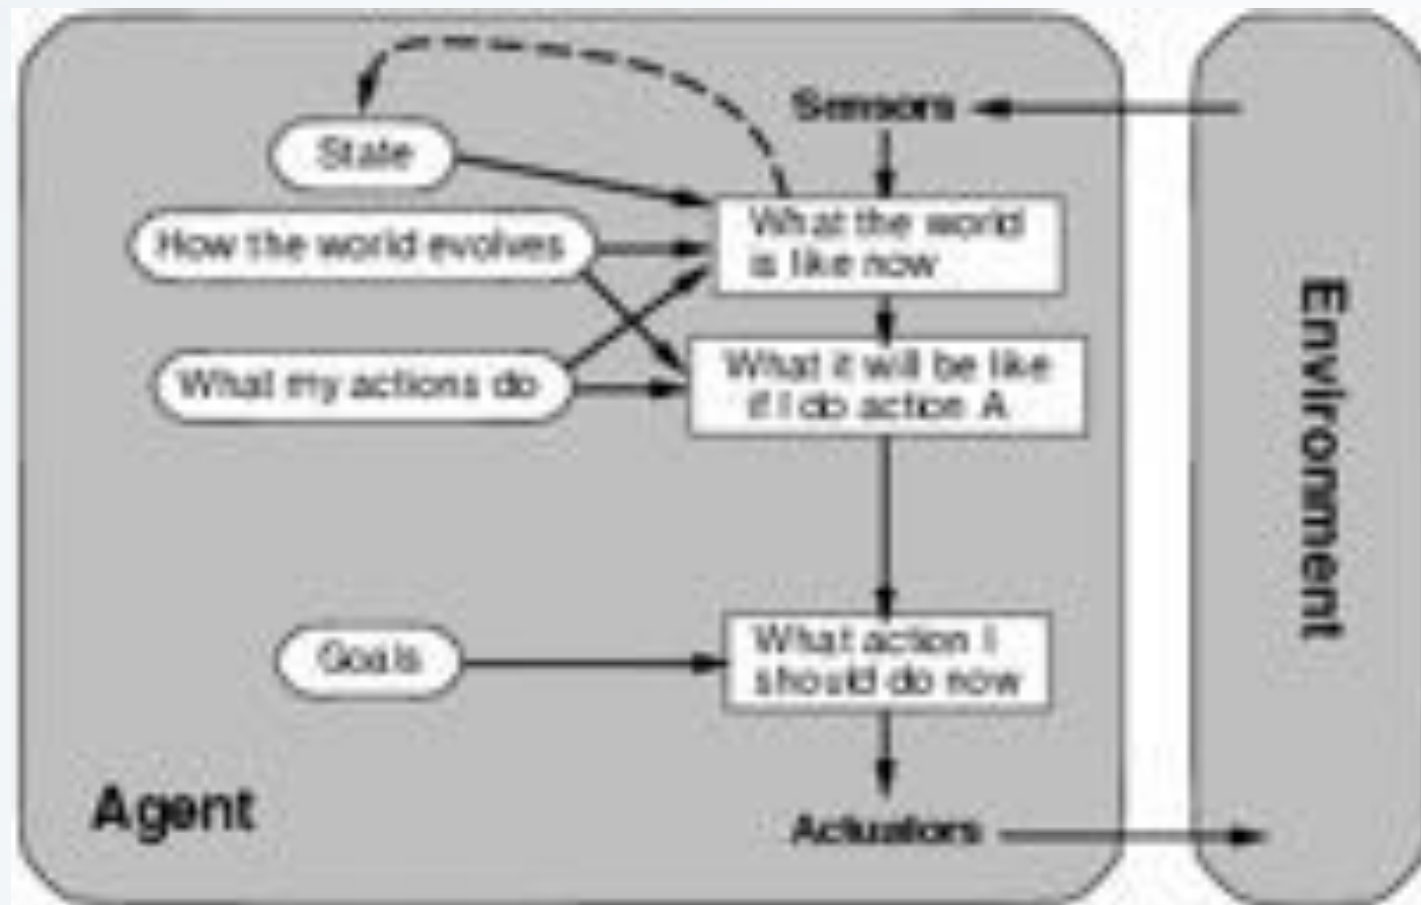 Sensors
State
How the world evolves
What the world
is like now
What my actions do
What it will be like
if I do action A
Goals
What action I
should do now
Agent
Actuators
Environment